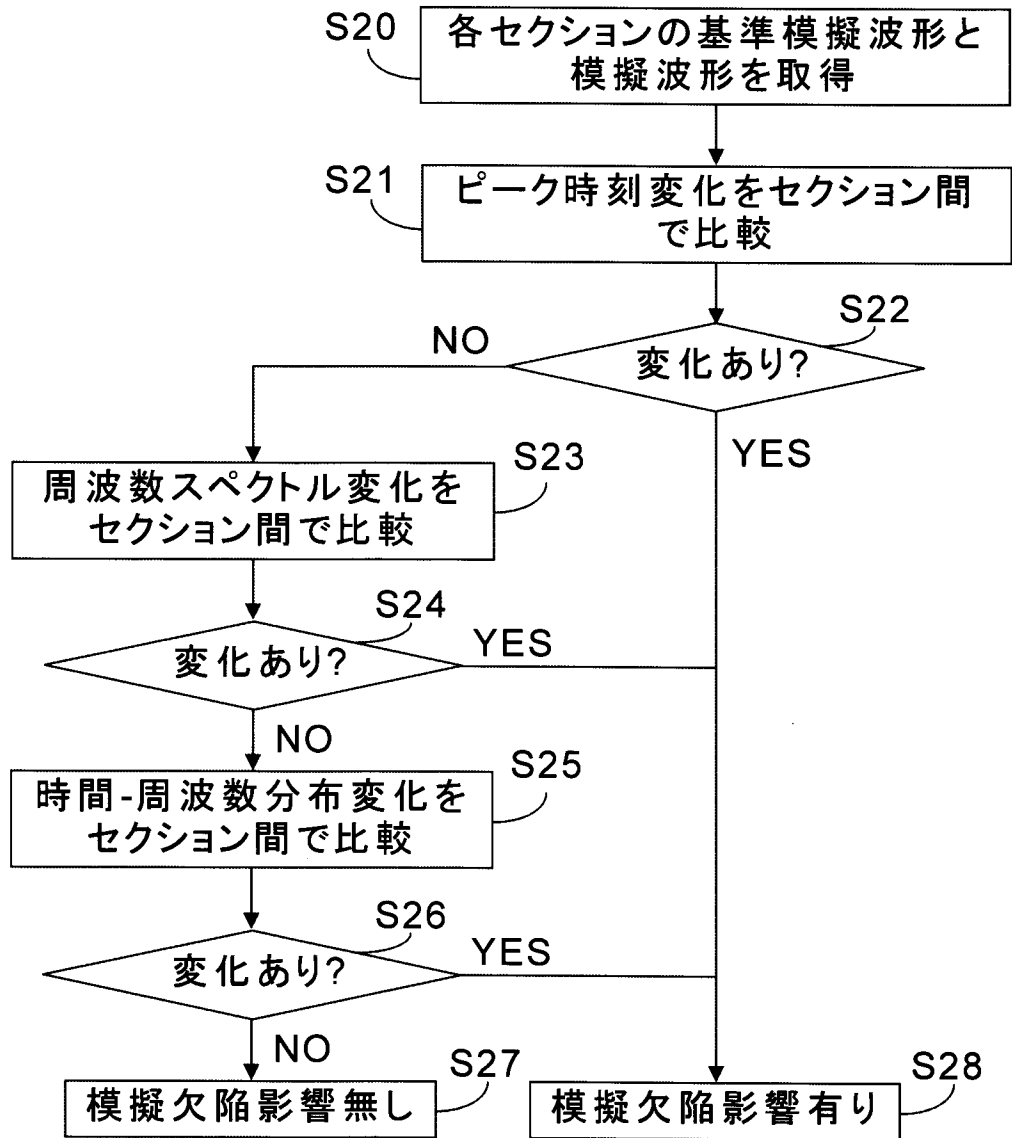 S20
各セクションの基準模擬波形と
模擬波形を取得
S21
ピーク時刻変化をセクション間
で比較
S22
変化あり?
NO
YES
S23
周波数スペクトル変化を
セクション間で比較
S24
変化あり?
YES
NO
S25
時間-周波数分布変化を
セクション間で比較
S26
変化あり?
YES
NO
S27
模擬欠陥影響無し
S28
模擬欠陥影響有り